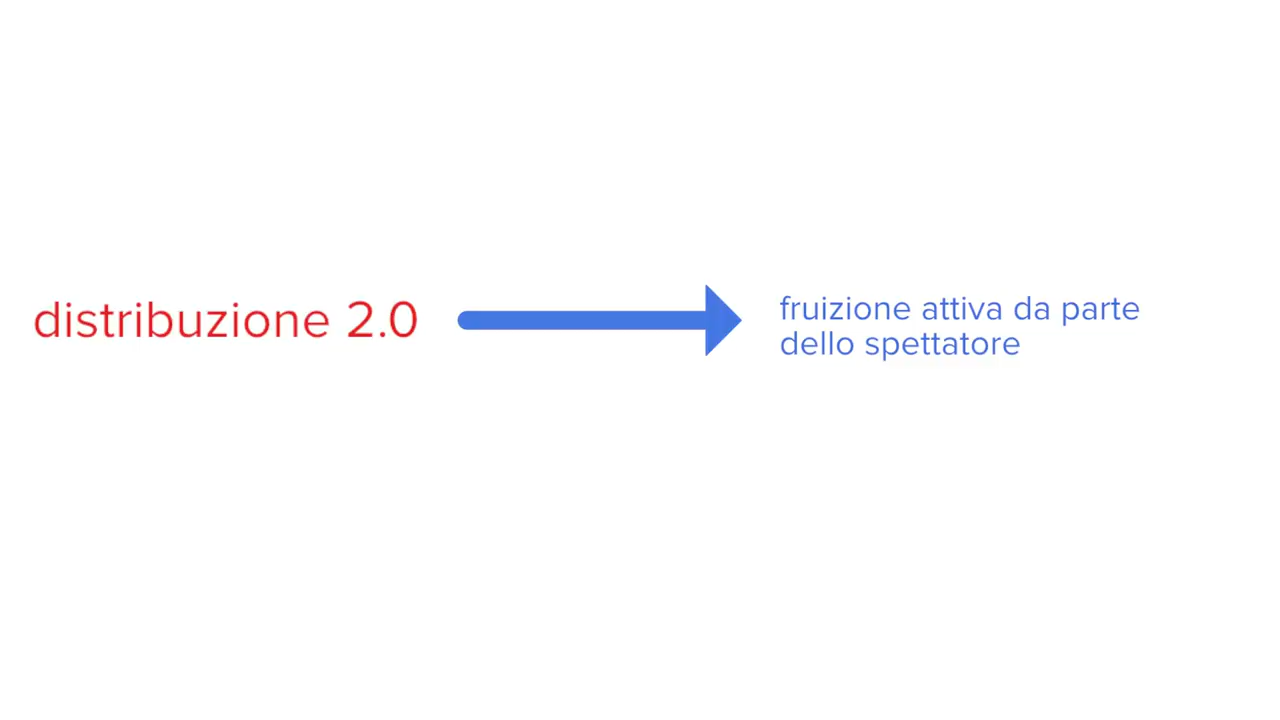 distribuzione 2.0
fruizione attiva da parte
dello spettatore